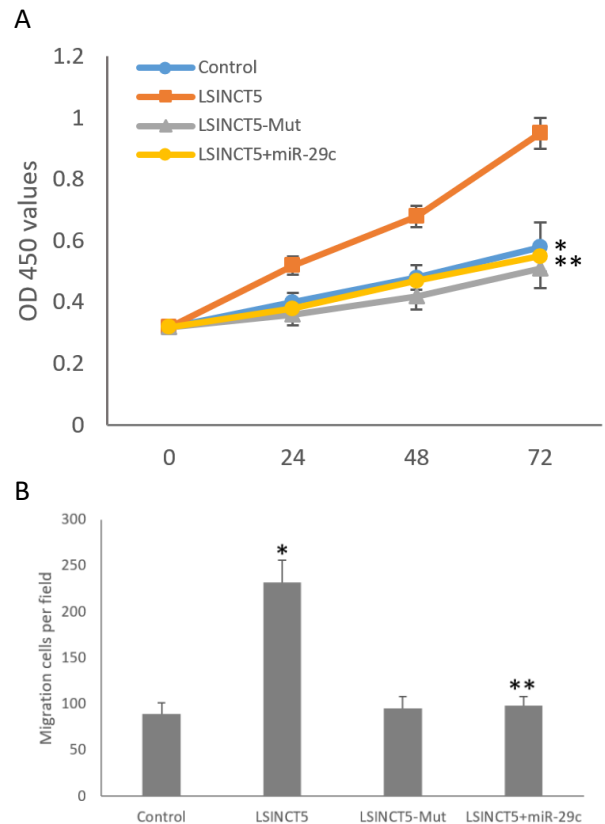 A
1.2
1
0.8
0.6
0.4
0.2
0
OD 450 values
Control
LSINCT5
LSINCT5-Mut
LSINCT5+miR-29c
*
**
0 24 48 72
B
300
250
200
150
100
50
0
Migration cells per field
*
**
Control LSINCT5 LSINCT5-Mut LSINCT5+miR-29c